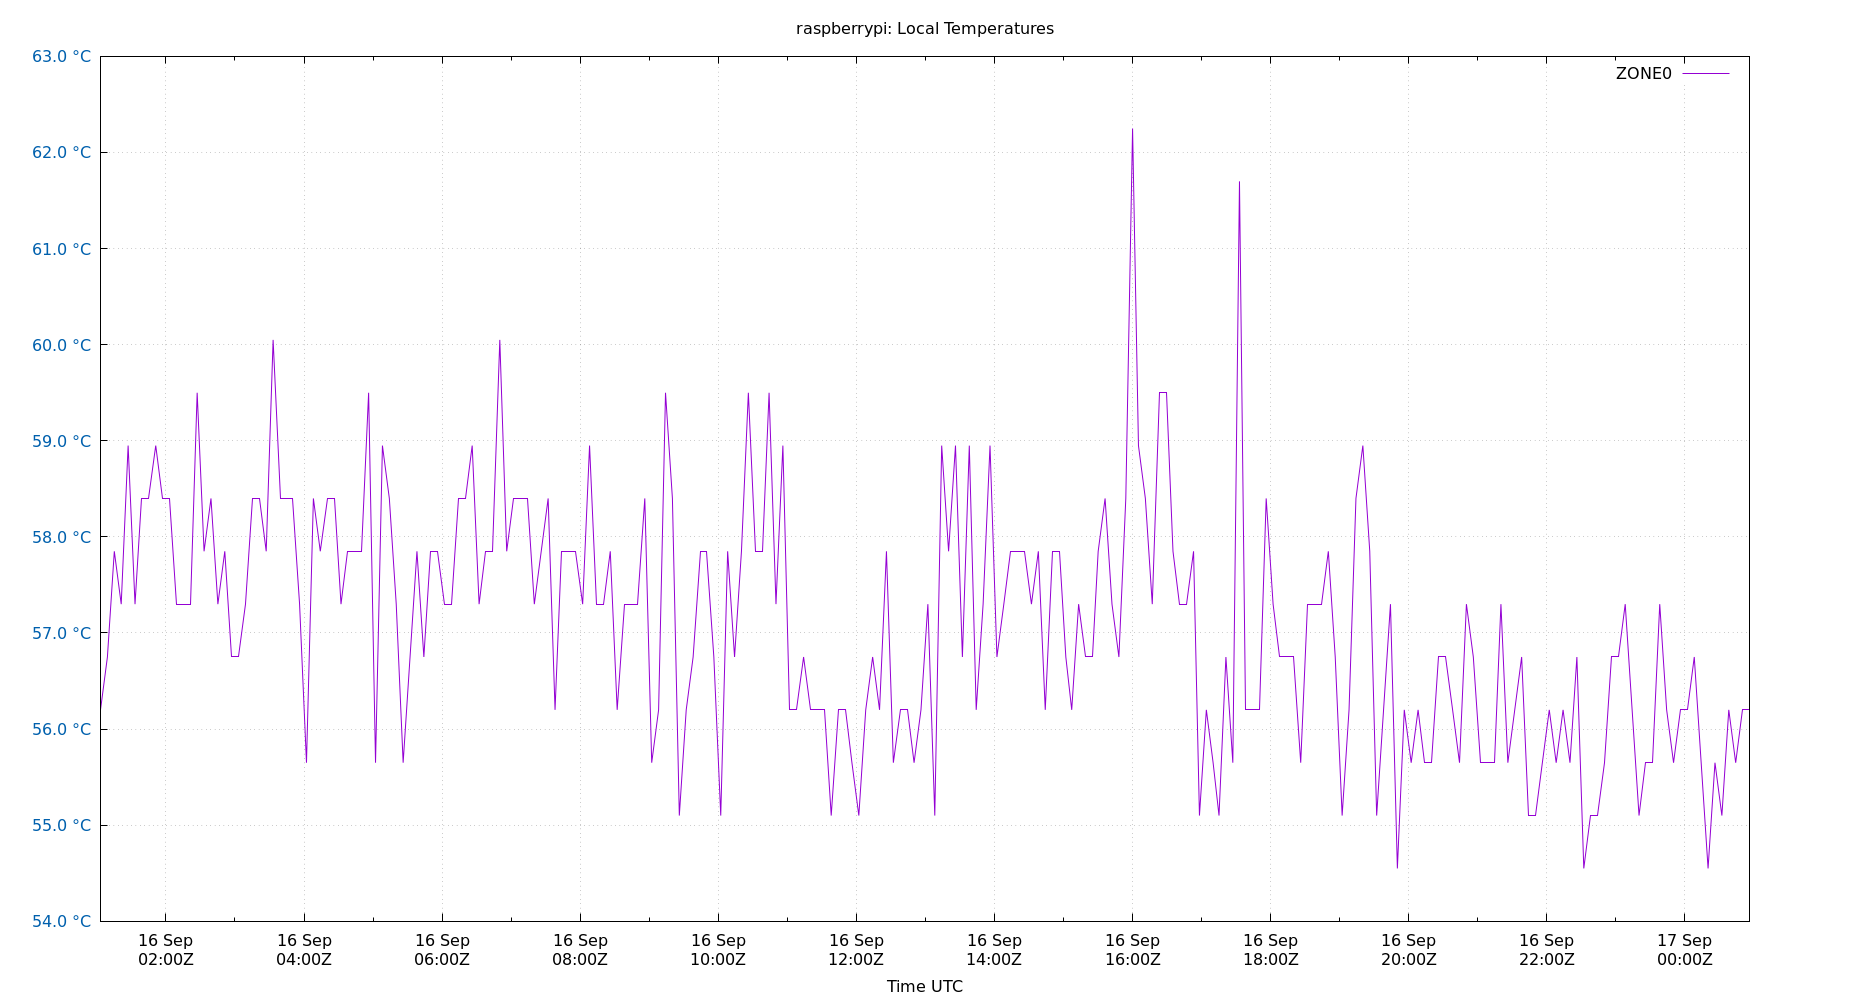 raspberrypi: Local Temperatures
63.0 °C
ZONE0
62.0 °C
61.0 °C
60.0 °C
59.0 °C
58.0 °C
57.0 °C
56.0 °C
55.0 °C
54.0 °C
16 Sep 16 Sep 16 Sep 16 Sep 16 Sep 16 Sep 16 Sep 16 Sep 16 Sep 16 Sep 16 Sep 17 Sep
02:00Z 04:00Z 06:00Z 08:00Z 10:00Z 12:00Z 14:00Z 16:00Z 18:00Z 20:00Z 22:00Z 00:00Z
Time UTC